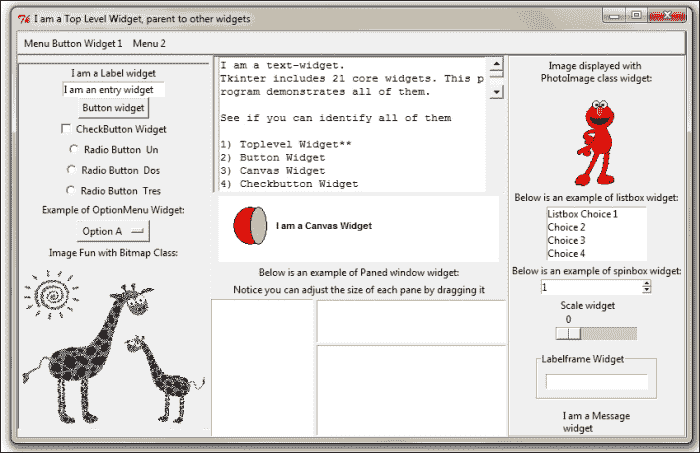 I am a Top Level Widget, parent to other widgets
Menu Button Widget 1 Menu 2
I am a Label widget
I am an entry widget
Button widget
CheckButton Widget
Radio Button Un
Radio Button Dos
Radio Button Tres
Example of OptionMenu Widget:
Option A
Image Fun with Bitmap Class:
I am a text-widget.
Tkinter includes 21 core widgets. This p
rogram demonstrates all of them.
See if you can identify all of them
1) Toplevel Widget**
2) Button Widget
3) Canvas Widget
4) Checkbutton Widget
I am a Canvas Widget
Below is an example of Paned window widget:
Notice you can adjust the size of each pane by dragging it
Image displayed with
PhotoImage class widget:
Below is an example of listbox widget:
Listbox Choice 1
Choice 2
Choice 3
Choice 4
Below is an example of spinbox widget:
1
Scale widget
0
Labelframe Widget
I am a Message
widget